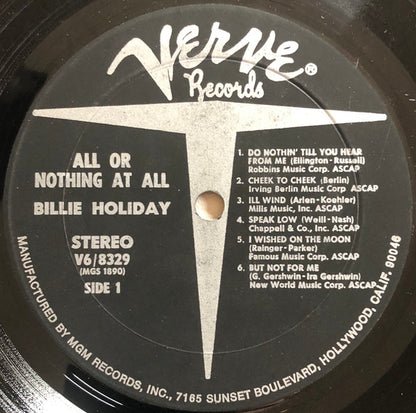 VERVE®
Records
ALL OR
NOTHING AT ALL
BILLIE HOLIDAY
STEREO
V6/8329
(MGS 1890)
SIDE 1
1. DO NOTHIN' TILL YOU HEAR
FROM ME (Ellington-Russell)
Robbins Music Corp. ASCAP
2. CHEEK TO CHEEK (Berlin)
Irving Berlin Music Corp. ASCAP
3. ILL WIND (Arlen-Koehler)
Mills Music, Inc. ASCAP
4. SPEAK LOW (Weill-Nash)
Chappell & Co., Inc. ASCAP
5. I WISHED ON THE MOON
(Rainger-Parker)
Famous Music Corp. ASCAP
6. BUT NOT FOR ME
(G. Gershwin-Ira Gershwin)
New World Music Corp. ASCAP
MANUFACTURED BY MGM RECORDS, INC., 7165 SUNSET BOULEVARD, HOLLYWOOD, CALIF. 90046